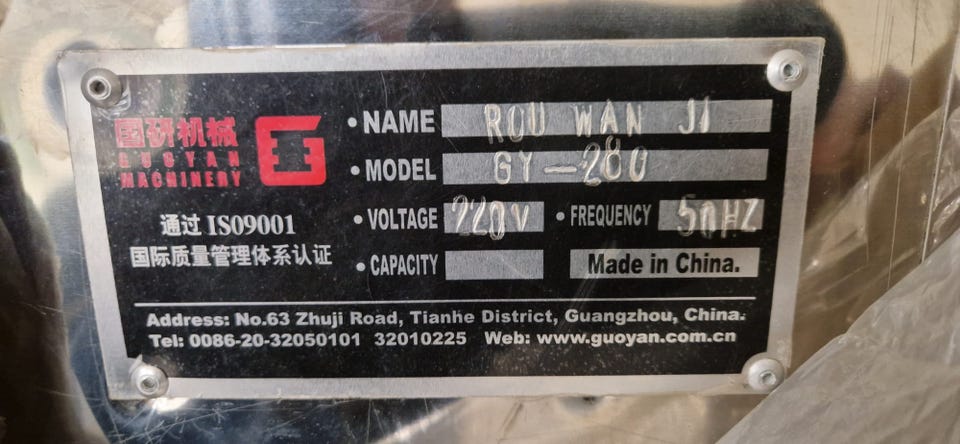 国研机械
GUOYAN
MACHINERY
通过 ISO9001
国际质量管理体系认证
• NAME ROU WAN JI
• MODEL GY-280
• VOLTAGE 220V • FREQUENCY 50HZ
• CAPACITY Made in China.
Address: No.63 Zhuji Road, Tianhe District, Guangzhou, China.
Tel: 0086-20-32050101 32010225 Web: www.guoyan.com.cn